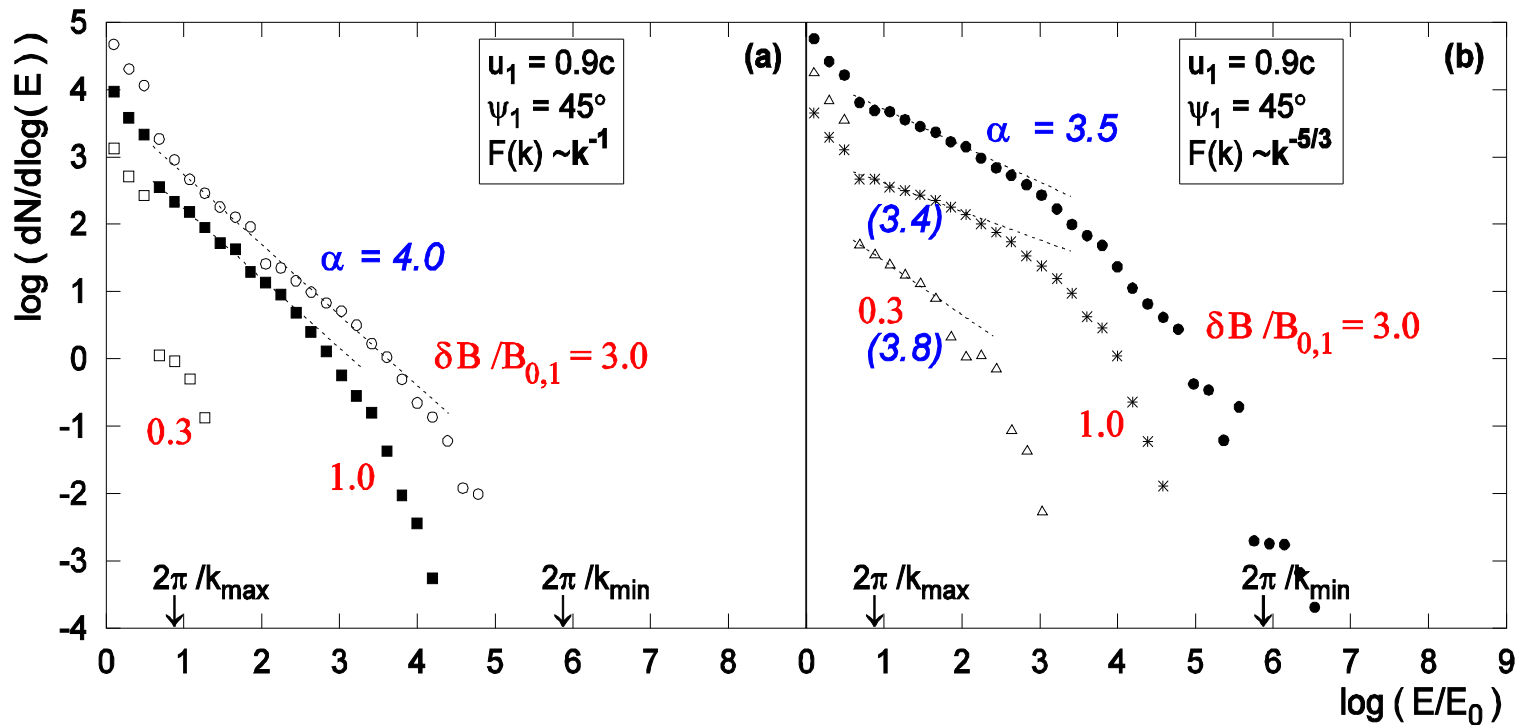 log ( dN/dlog( E ) )
5
4
3
2
1
0
-1
-2
-3
-4
(a)
u₁ = 0.9c
ψ₁ = 45°
F(k) ~k⁻¹
α = 4.0
δB /B₀,₁ = 3.0
0.3
1.0
2π /kmax
2π /kmin
0 1 2 3 4 5 6 7 8
(b)
u₁ = 0.9c
ψ₁ = 45°
F(k) ~k⁻⁵ᐟ³
α = 3.5
(3.4)
0.3
(3.8)
δB /B₀,₁ = 3.0
1.0
2π /kmax
2π /kmin
0 1 2 3 4 5 6 7 8 9
log ( E/E₀ )